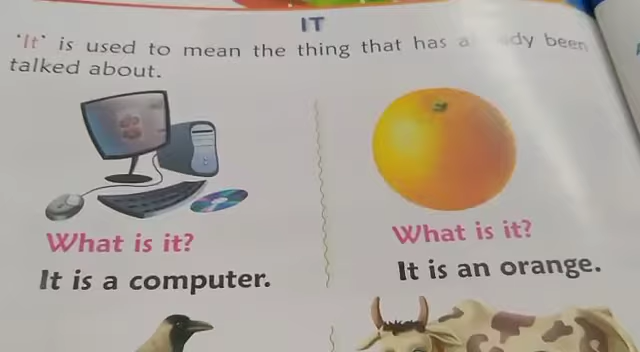 IT
'It' is used to mean the thing that has been
talked about.
What is it?
It is a computer.
What is it?
It is an orange.